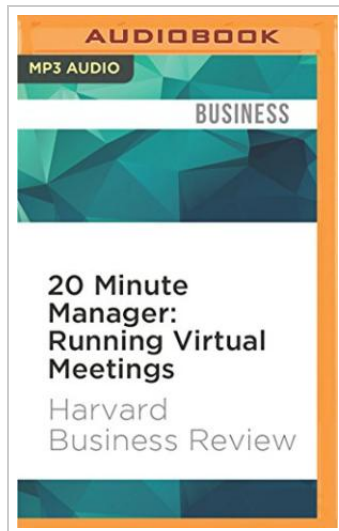 AUDIOBOOK
MP3 AUDIO
BUSINESS
20 Minute
Manager:
Running Virtual
Meetings
Harvard
Business Review